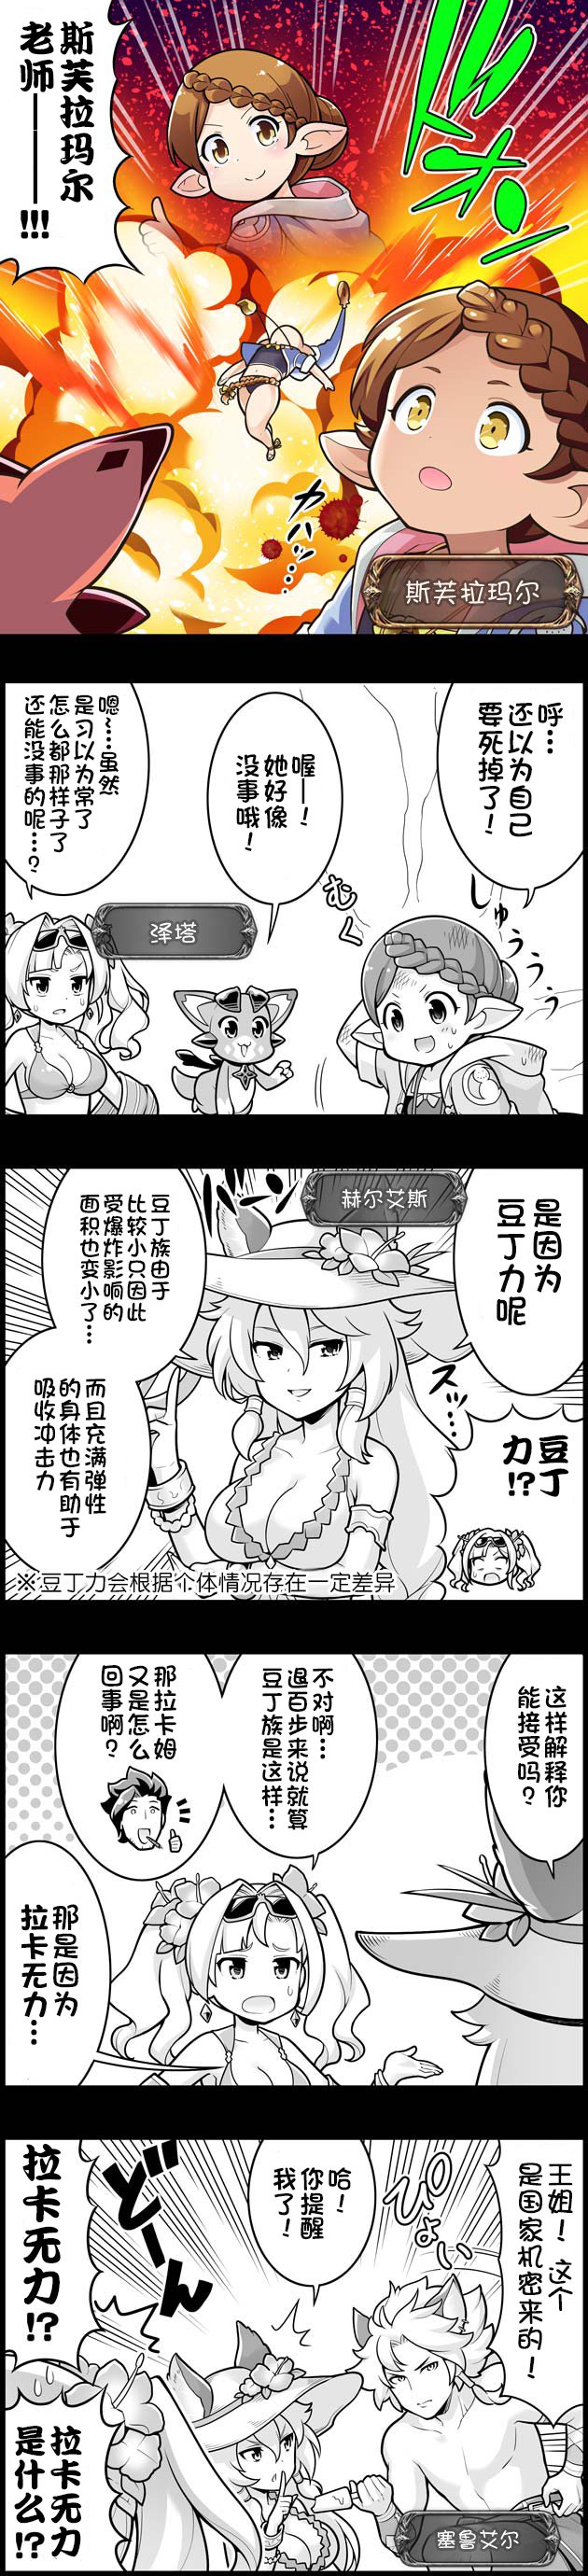 斯芙拉玛尔
老师———!!!
ドォーン
カハッ…
斯芙拉玛尔
呼…
还以为自己
要死掉了！
喔—！
她好像
没事哦！
嗯～…虽然
是习以为常了
怎么都那样子了
还能没事的呢…？
泽塔
むく
しゅうううう
是因为
豆丁力呢
赫尔艾斯
豆丁族由于
比较小只因此
受爆炸影响的
面积也变小了…
而且充满弹性
的身体也有助于
吸收冲击力
スッ…
豆丁
力!?
※豆丁力会根据个体情况存在一定差异
这样解释你
能接受吗？
不对啊…
退百步来说就算
豆丁族是这样…
那拉卡姆
又是怎么
回事啊？
那是因为
拉卡无力…
王姐！这个
是国家机密来的！
ぴょい
哈！
你提醒
我了！
どーん
拉卡无力!?
拉卡无力
是什么!?
塞鲁艾尔